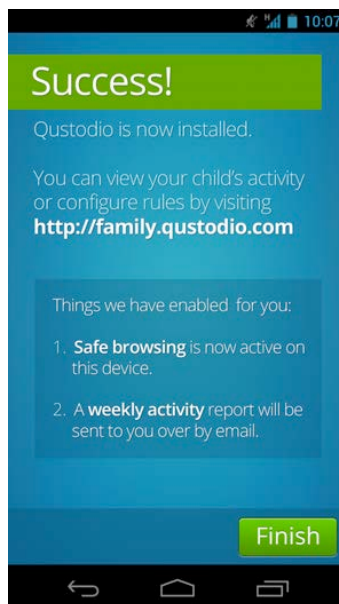 H 10:07
Success!
Qustodio is now installed.
You can view your child's activity
or configure rules by visiting
http://family.qustodio.com
Things we have enabled for you:
1. Safe browsing is now active on
this device.
2. A weekly activity report will be
sent to you over by email.
Finish